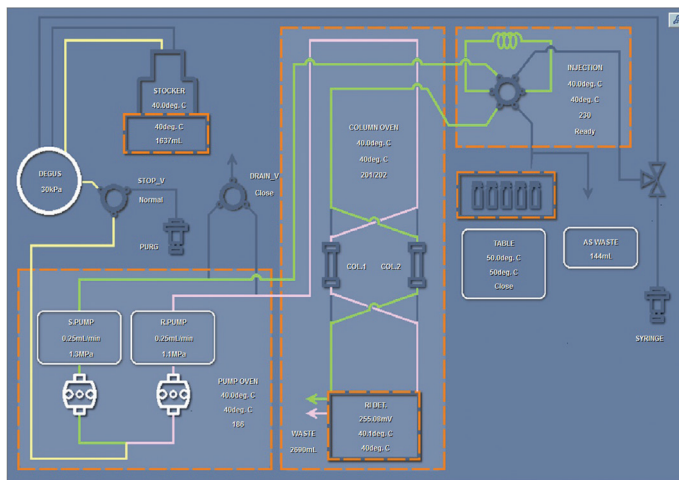 STOCKER
40.0deg. C
40deg. C
1637mL
DEGUS
30kPa
STOP_V
Normal
PURG
DRAIN_V
Close
COLUMN OVEN
40.0deg. C
40deg. C
201/202
COL.1
COL.2
INJECTION
40.0deg. C
40deg. C
230
Ready
TABLE
50.0deg. C
50deg. C
Close
AS WASTE
144mL
SYRINGE
S.PUMP
0.25mL/min
1.3MPa
R.PUMP
0.25mL/min
1.1MPa
PUMP OVEN
40.0deg. C
40deg. C
186
WASTE
2600mL
RI DET.
255.08mV
40.1deg. C
40deg. C